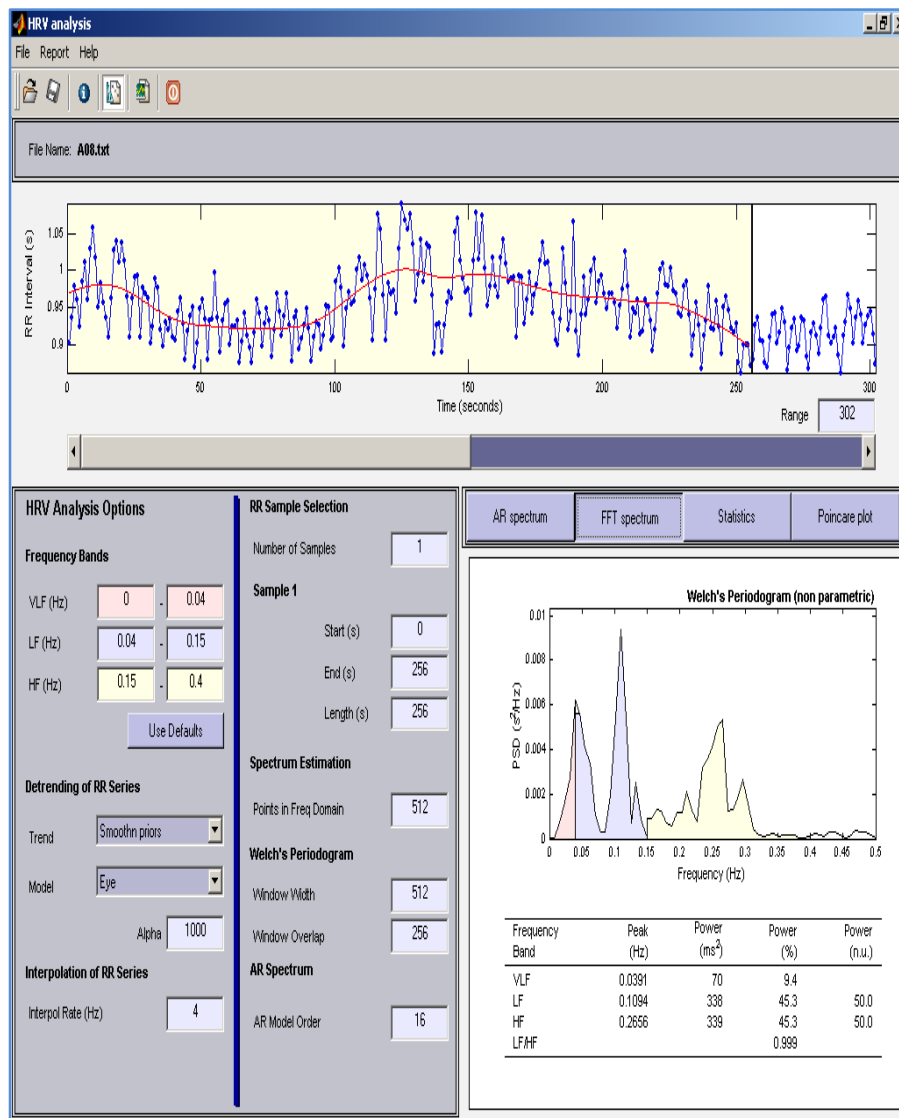 HRV analysis
File Report Help
File Name: A08.txt
RR Interval (s)
1.05
1
0.95
0.9
0 50 100 150 200 250 300
Time (seconds)
Range 302
HRV Analysis Options
Frequency Bands
VLF (Hz) 0 - 0.04
LF (Hz) 0.04 - 0.15
HF (Hz) 0.15 - 0.4
Use Defaults
Detrending of RR Series
Trend Smoothn priors
Model Eye
Alpha 1000
Interpolation of RR Series
Interpol Rate (Hz) 4
RR Sample Selection
Number of Samples 1
Sample 1
Start (s) 0
End (s) 256
Length (s) 256
Spectrum Estimation
Points in Freq Domain 512
Welch's Periodogram
Window Width 512
Window Overlap 256
AR Spectrum
AR Model Order 16
AR spectrum FFT spectrum Statistics Poincare plot
Welch's Periodogram (non parametric)
PSD (s²/Hz)
0.01
0.008
0.006
0.004
0.002
0
0 0.05 0.1 0.15 0.2 0.25 0.3 0.35 0.4 0.45 0.5
Frequency (Hz)
Frequency Peak Power Power Power
Band (Hz) (ms²) (%) (n.u.)
VLF 0.0391 70 9.4
LF 0.1094 338 45.3 50.0
HF 0.2656 339 45.3 50.0
LF/HF 0.999